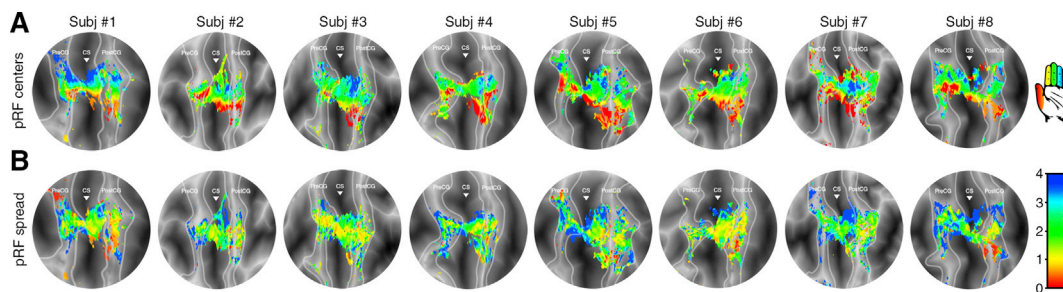 A
Subj #1 Subj #2 Subj #3 Subj #4 Subj #5 Subj #6 Subj #7 Subj #8
pRF centers
PreCG CS PostCG PreCG CS PostCG PreCG CS PostCG PreCG CS PostCG PreCG CS PostCG PreCG CS PostCG PreCG CS PostCG PreCG CS PostCG
B
pRF spread
PreCG CS PostCG PreCG CS PostCG PreCG CS PostCG PreCG CS PostCG PreCG CS PostCG PreCG CS PostCG PreCG CS PostCG PreCG CS PostCG
4
3
2
1
0